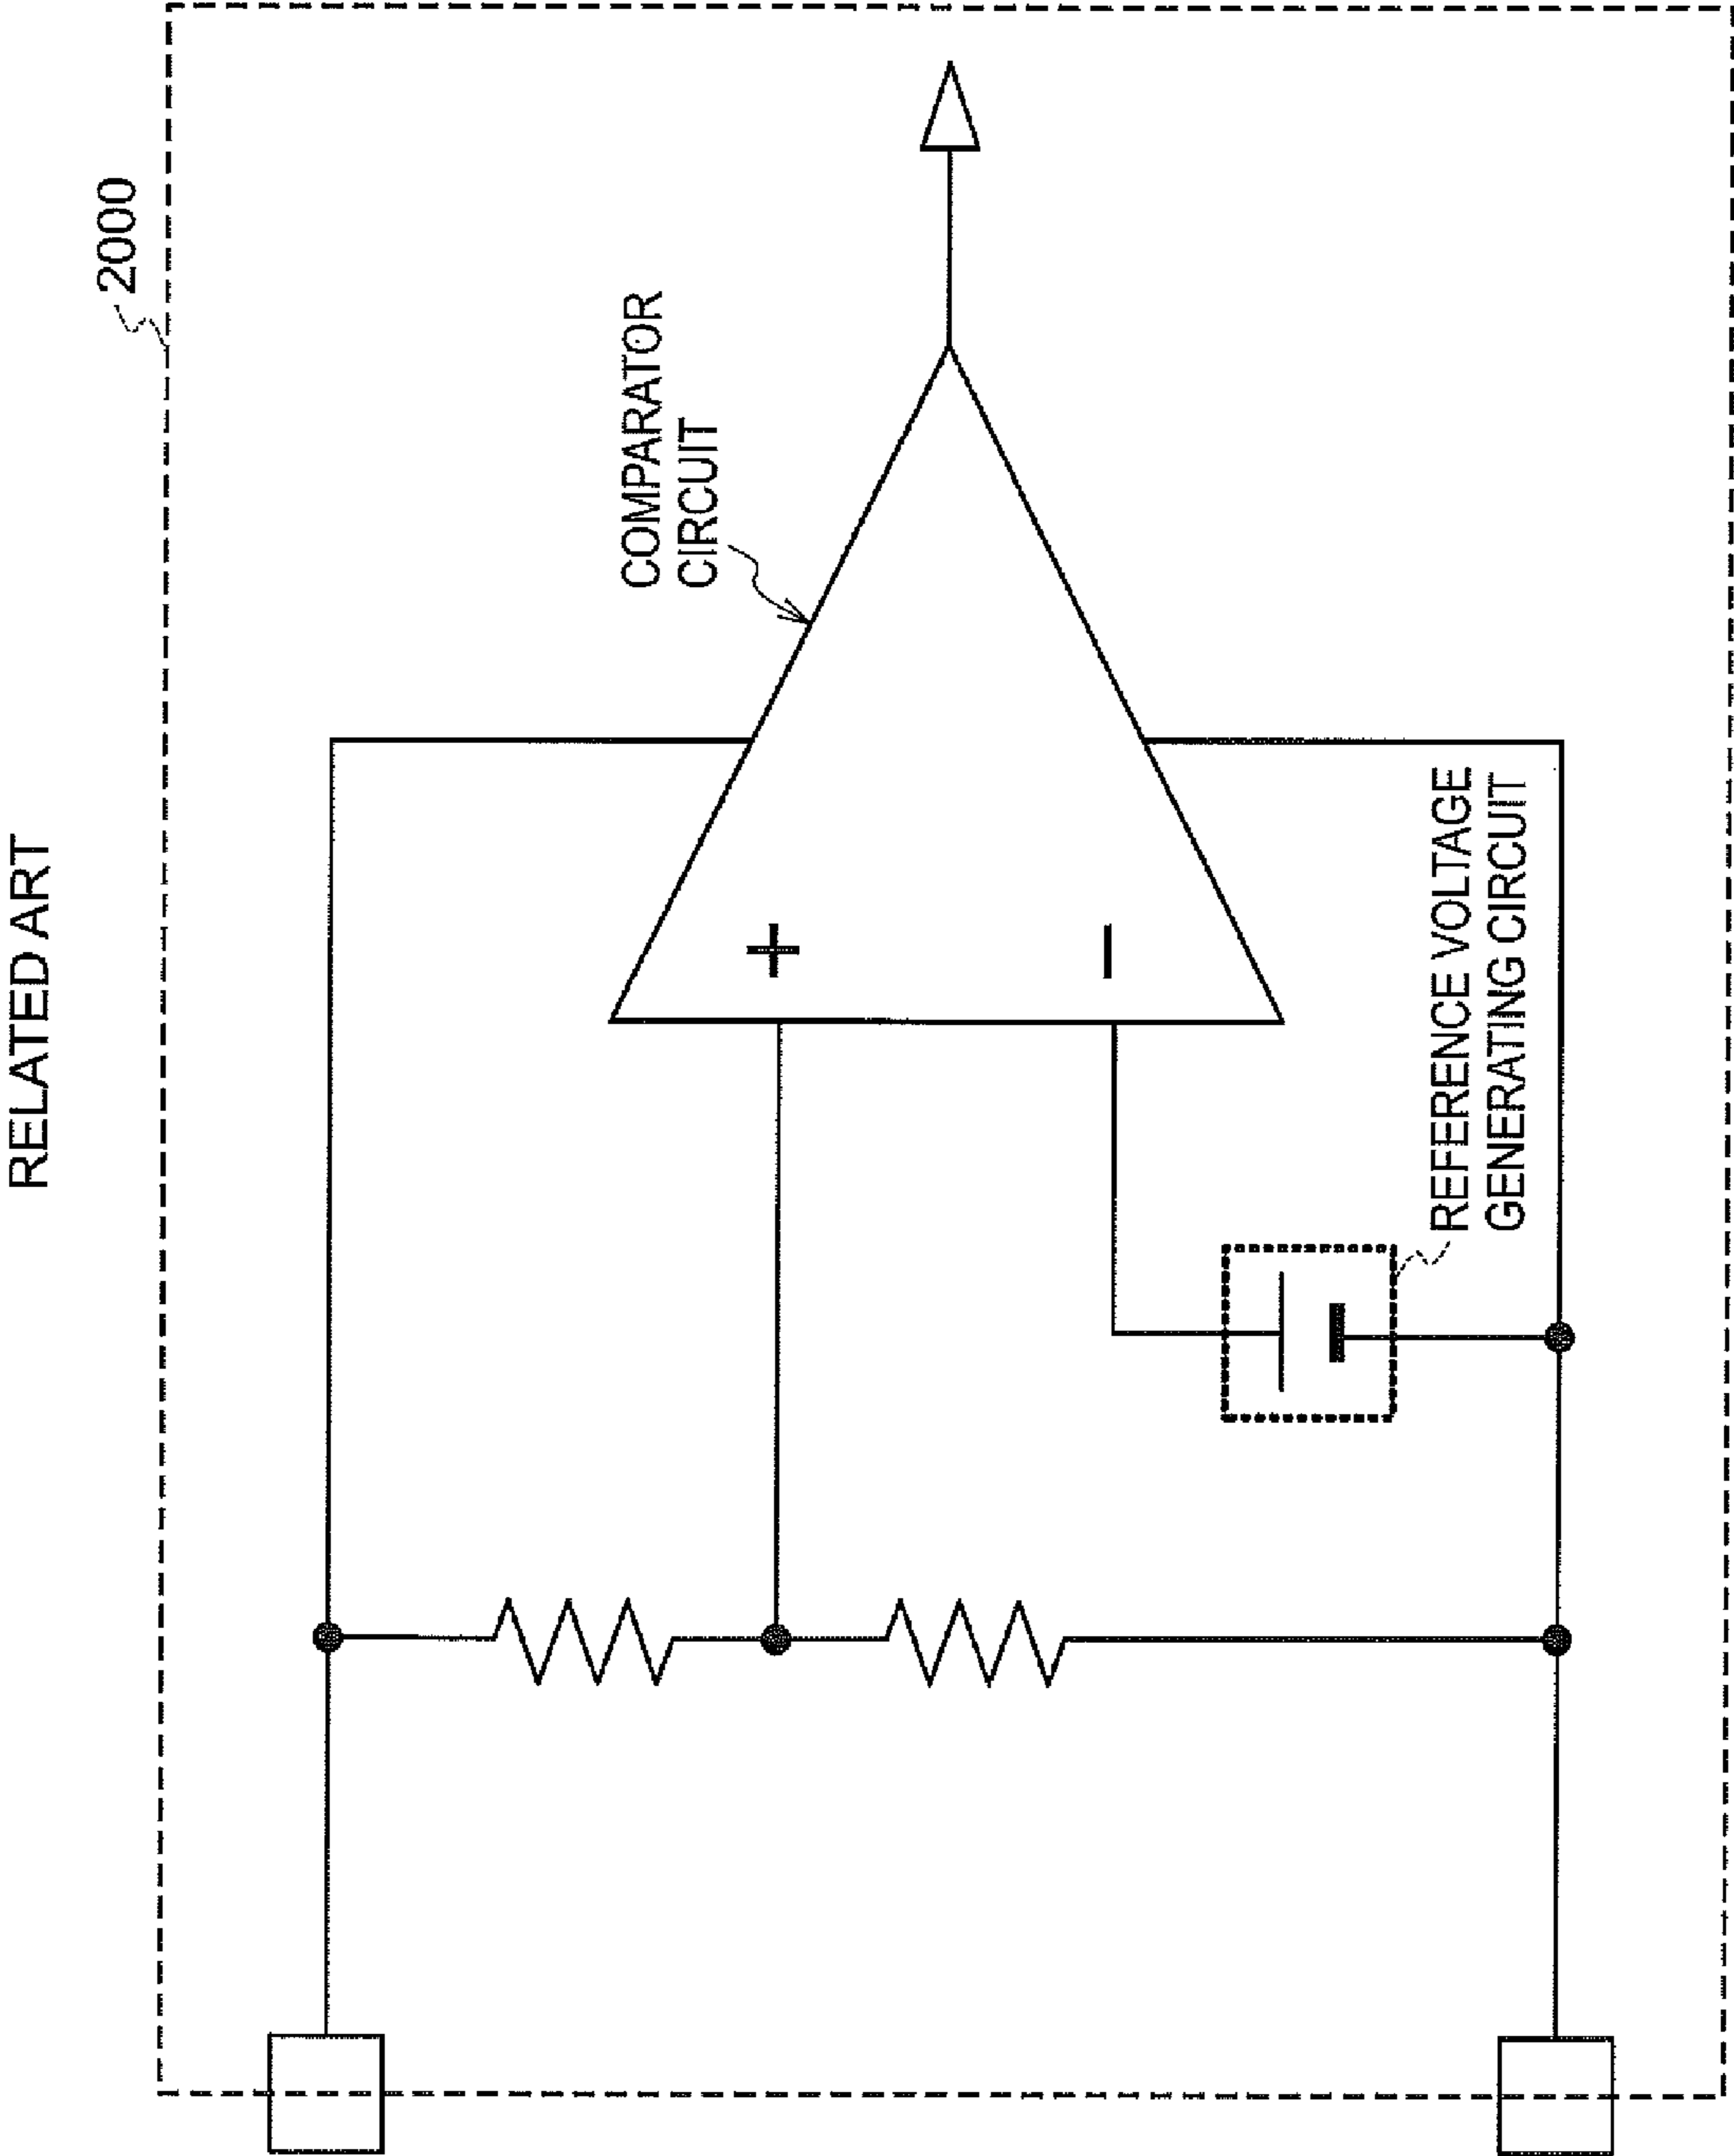 RELATED ART
2000
COMPARATOR
CIRCUIT
+
−
REFERENCE VOLTAGE
GENERATING CIRCUIT